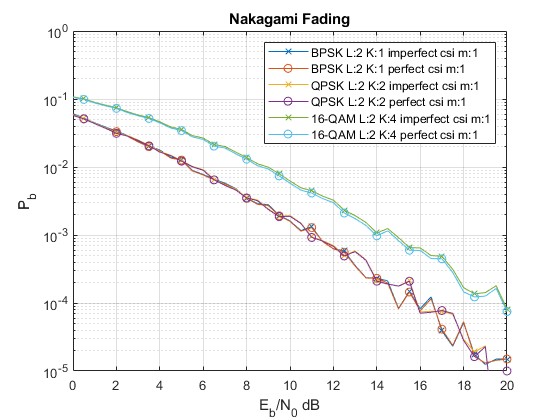 Nakagami Fading
10^0
BPSK L:2 K:1 imperfect csi m:1
BPSK L:2 K:1 perfect csi m:1
QPSK L:2 K:2 imperfect csi m:1
QPSK L:2 K:2 perfect csi m:1
16-QAM L:2 K:4 imperfect csi m:1
16-QAM L:2 K:4 perfect csi m:1
10^-1
10^-2
P_b
10^-3
10^-4
10^-5
0 2 4 6 8 10 12 14 16 18 20
E_b/N_0 dB